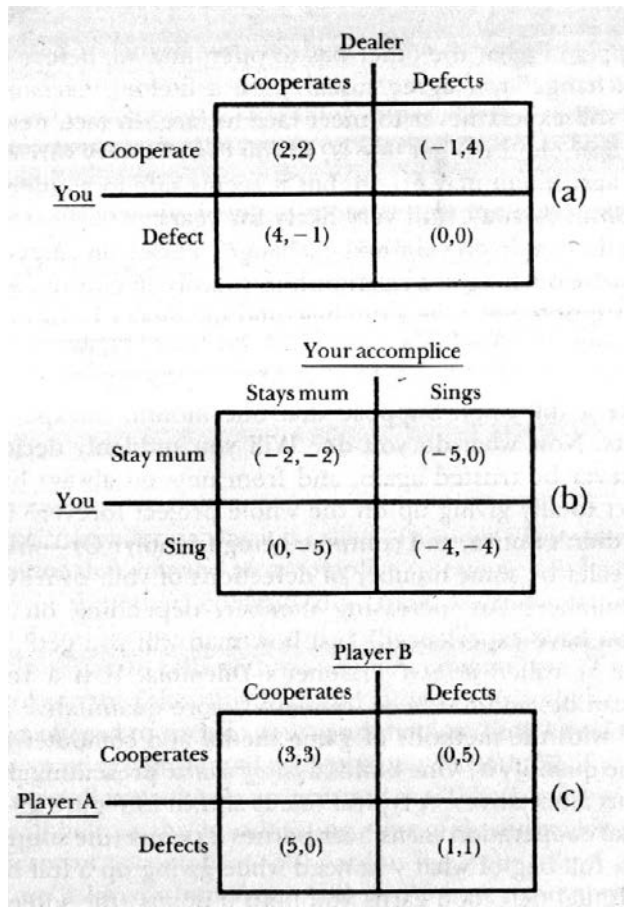 Dealer
Cooperates Defects
Cooperate (2,2) (−1,4)
You (a)
Defect (4,−1) (0,0)
Your accomplice
Stays mum Sings
Stay mum (−2,−2) (−5,0)
You (b)
Sing (0,−5) (−4,−4)
Player B
Cooperates Defects
Cooperates (3,3) (0,5)
Player A (c)
Defects (5,0) (1,1)